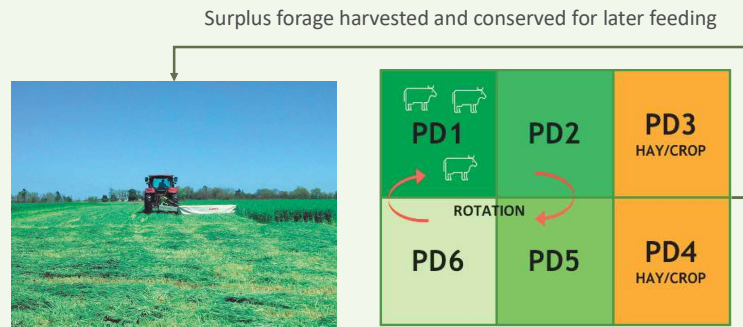 Surplus forage harvested and conserved for later feeding
PD1
PD2
PD3
HAY/CROP
ROTATION
PD6
PD5
PD4
HAY/CROP